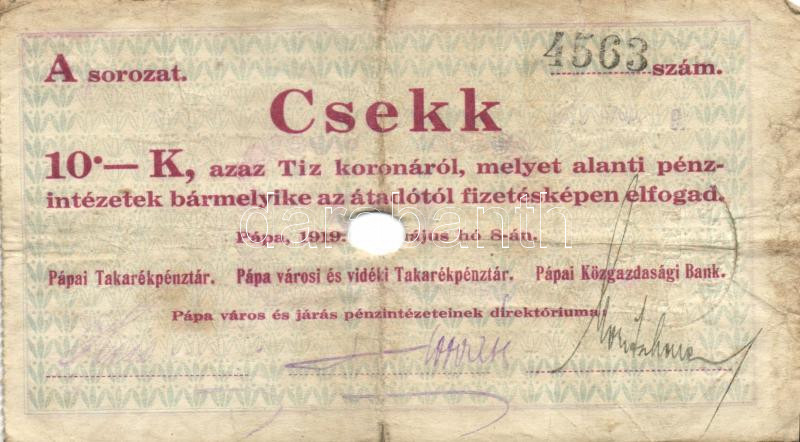 A sorozat. 4563 szám.
Csekk
10·— K, azaz Tiz koronáról, melyet alanti pénz-
intézetek bármelyike az átadótól fizetésképen elfogad.
darabanth
Pápa, 1919. május hó 8-án.
Pápai Takarékpénztár. Pápa városi és vidéki Takarékpénztár. Pápai Közgazdasági Bank.
Pápa város és járás pénzintézeteinek direktóriuma: